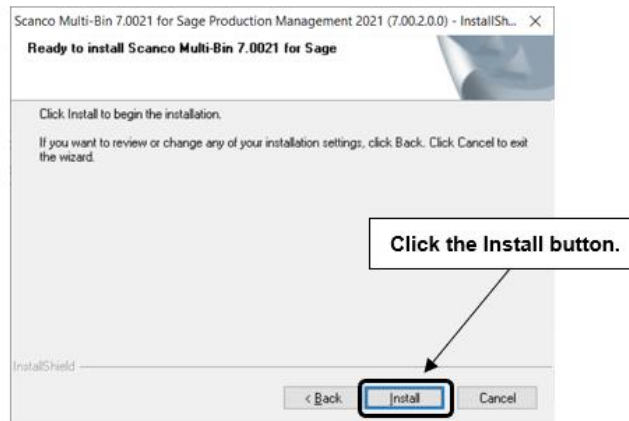 Scanco Multi-Bin 7.0021 for Sage Production Management 2021 (7.00.2.0.0) - InstallSh...
Ready to install Scanco Multi-Bin 7.0021 for Sage
Click Install to begin the installation.
If you want to review or change any of your installation settings, click Back. Click Cancel to exit
the wizard.
Click the Install button.
InstallShield
< Back
Install
Cancel